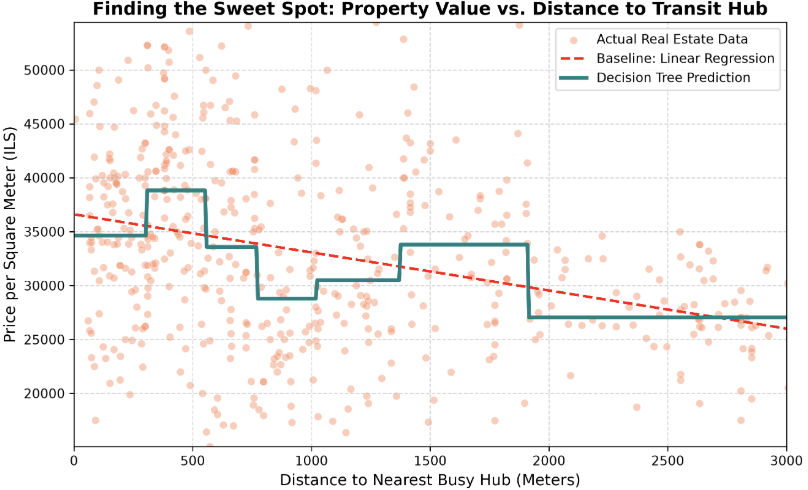 Finding the Sweet Spot: Property Value vs. Distance to Transit Hub
Actual Real Estate Data
Baseline: Linear Regression
Decision Tree Prediction
Price per Square Meter (ILS)
50000
45000
40000
35000
30000
25000
20000
0
500
1000
1500
2000
2500
3000
Distance to Nearest Busy Hub (Meters)